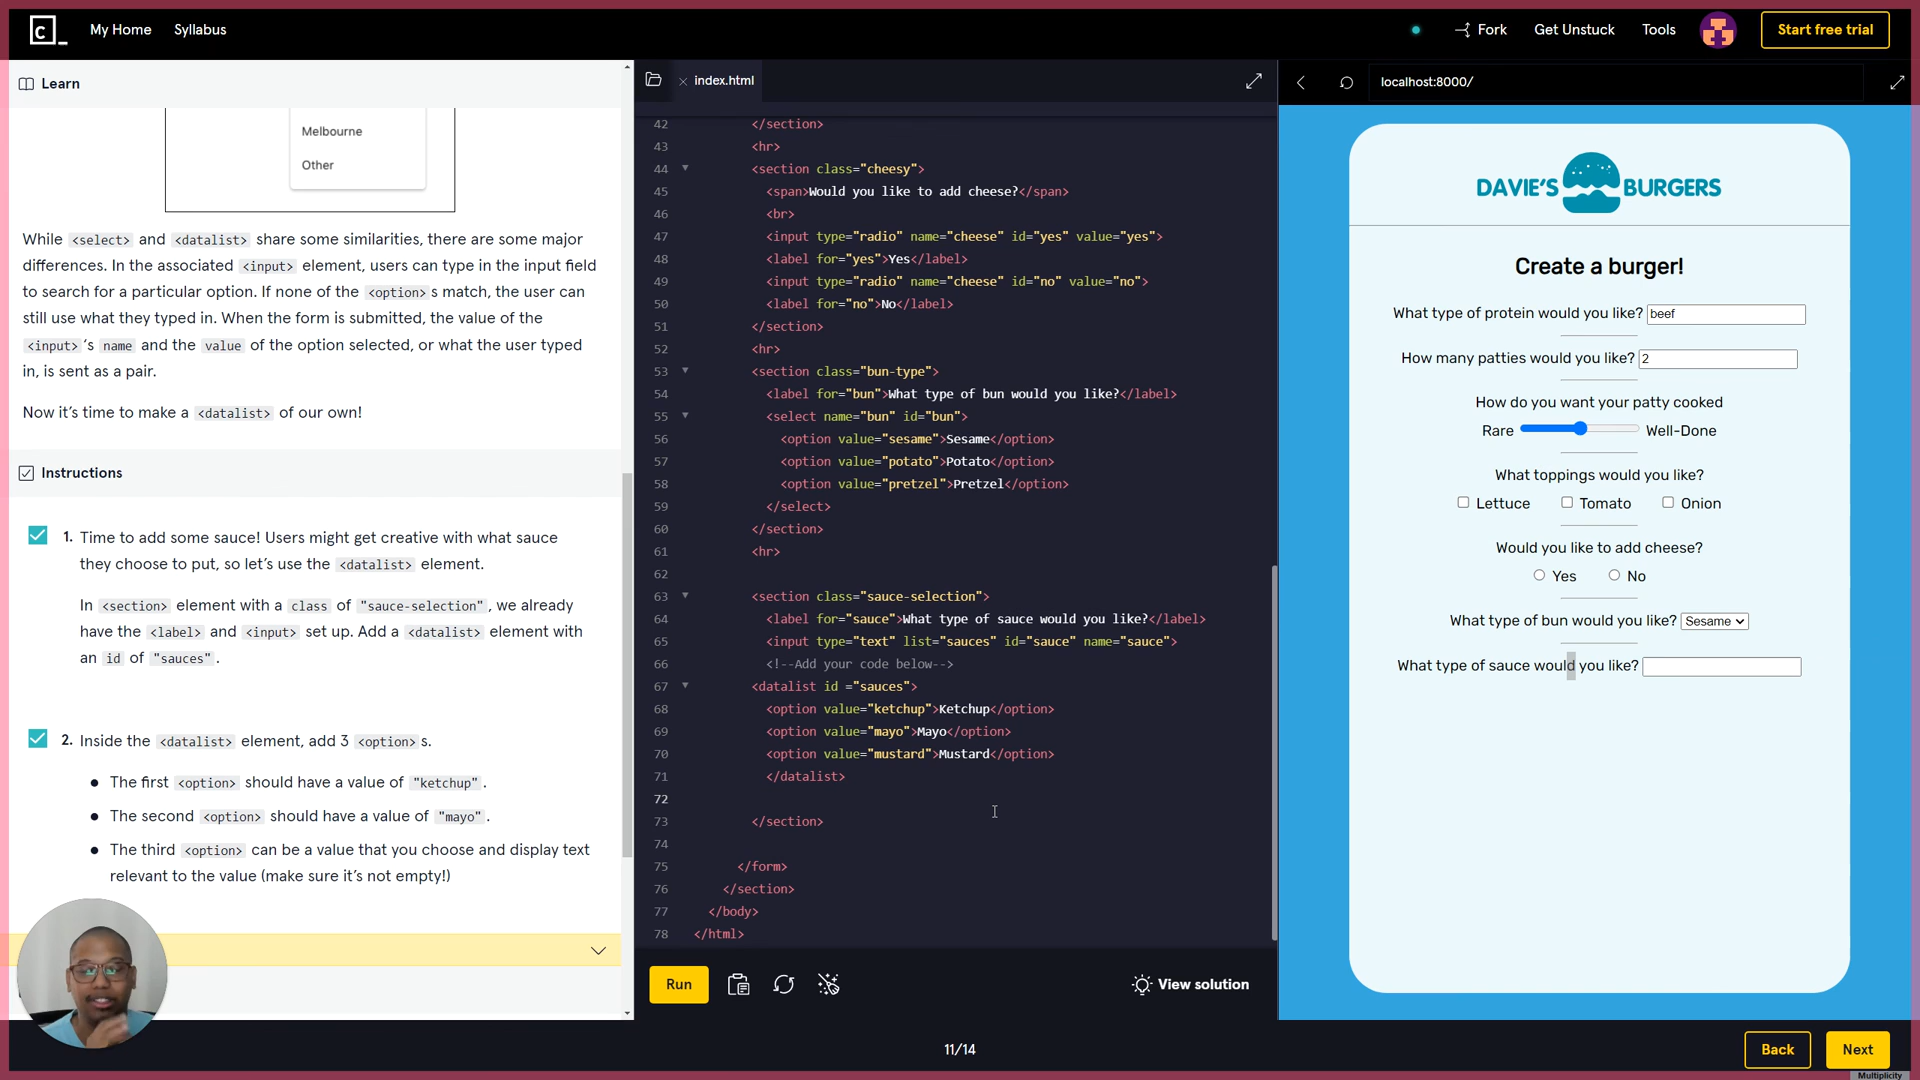 My Home
Syllabus
Fork
Get Unstuck
Tools
Start free trial
Learn
Melbourne
Other
While <select> and <datalist> share some similarities, there are some major
differences. In the associated <input> element, users can type in the input field
to search for a particular option. If none of the <option> s match, the user can
still use what they typed in. When the form is submitted, the value of the
<input> 's name and the value of the option selected, or what the user typed
in, is sent as a pair.
Now it's time to make a <datalist> of our own!
Instructions
1. Time to add some sauce! Users might get creative with what sauce
they choose to put, so let's use the <datalist> element.
In <section> element with a class of "sauce-selection", we already
have the <label> and <input> set up. Add a <datalist> element with
an id of "sauces".
2. Inside the <datalist> element, add 3 <option> s.
● The first <option> should have a value of "ketchup".
● The second <option> should have a value of "mayo".
● The third <option> can be a value that you choose and display text
relevant to the value (make sure it's not empty!)
index.html
42 </section>
43 <hr>
44 <section class="cheesy">
45 <span>Would you like to add cheese?</span>
46 <br>
47 <input type="radio" name="cheese" id="yes" value="yes">
48 <label for="yes">Yes</label>
49 <input type="radio" name="cheese" id="no" value="no">
50 <label for="no">No</label>
51 </section>
52 <hr>
53 <section class="bun-type">
54 <label for="bun">What type of bun would you like?</label>
55 <select name="bun" id="bun">
56 <option value="sesame">Sesame</option>
57 <option value="potato">Potato</option>
58 <option value="pretzel">Pretzel</option>
59 </select>
60 </section>
61 <hr>
62
63 <section class="sauce-selection">
64 <label for="sauce">What type of sauce would you like?</label>
65 <input type="text" list="sauces" id="sauce" name="sauce">
66 <!--Add your code below-->
67 <datalist id ="sauces">
68 <option value="ketchup">Ketchup</option>
69 <option value="mayo">Mayo</option>
70 <option value="mustard">Mustard</option>
71 </datalist>
72
73 </section>
74
75 </form>
76 </section>
77 </body>
78 </html>
Run
View solution
localhost:8000/
DAVIE'S BURGERS
Create a burger!
What type of protein would you like? beef
How many patties would you like? 2
How do you want your patty cooked
Rare Well-Done
What toppings would you like?
Lettuce Tomato Onion
Would you like to add cheese?
Yes No
What type of bun would you like? Sesame
What type of sauce would you like?
11/14
Back
Next
Multiplicity